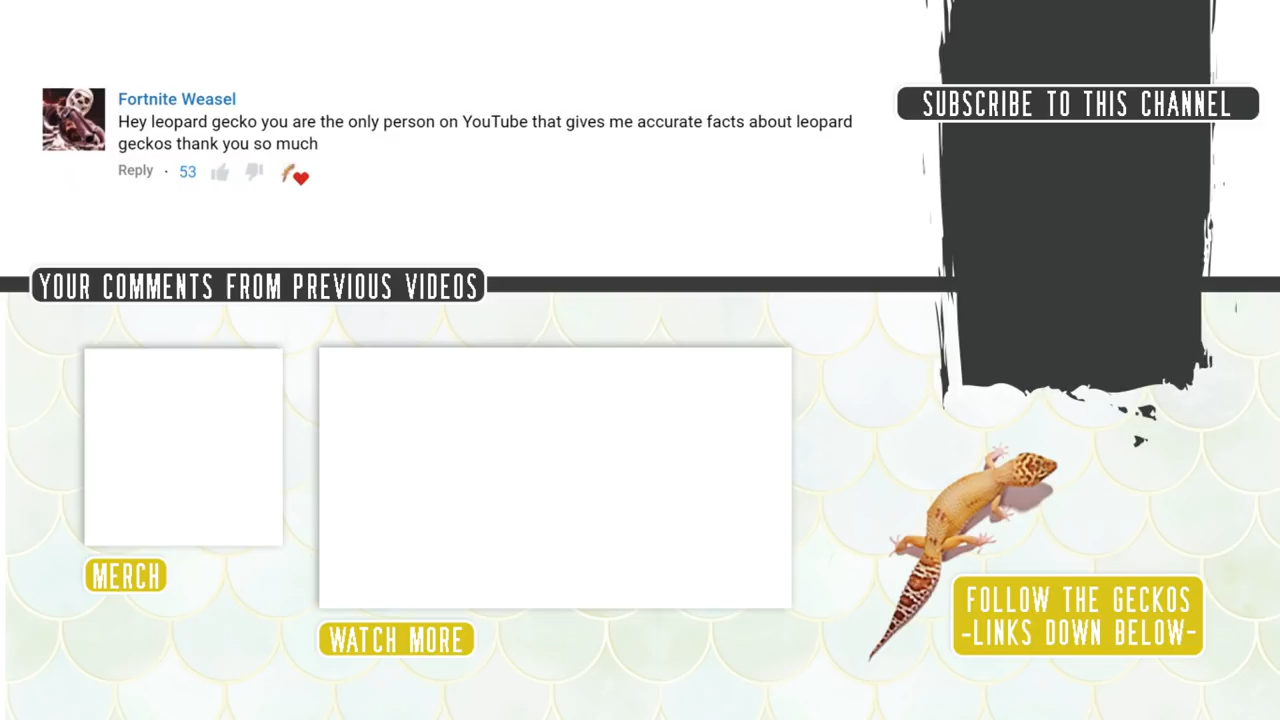 Fortnite Weasel
Hey leopard gecko you are the only person on YouTube that gives me accurate facts about leopard
geckos thank you so much
Reply · 53
SUBSCRIBE TO THIS CHANNEL
YOUR COMMENTS FROM PREVIOUS VIDEOS
MERCH
WATCH MORE
FOLLOW THE GECKOS
-LINKS DOWN BELOW-